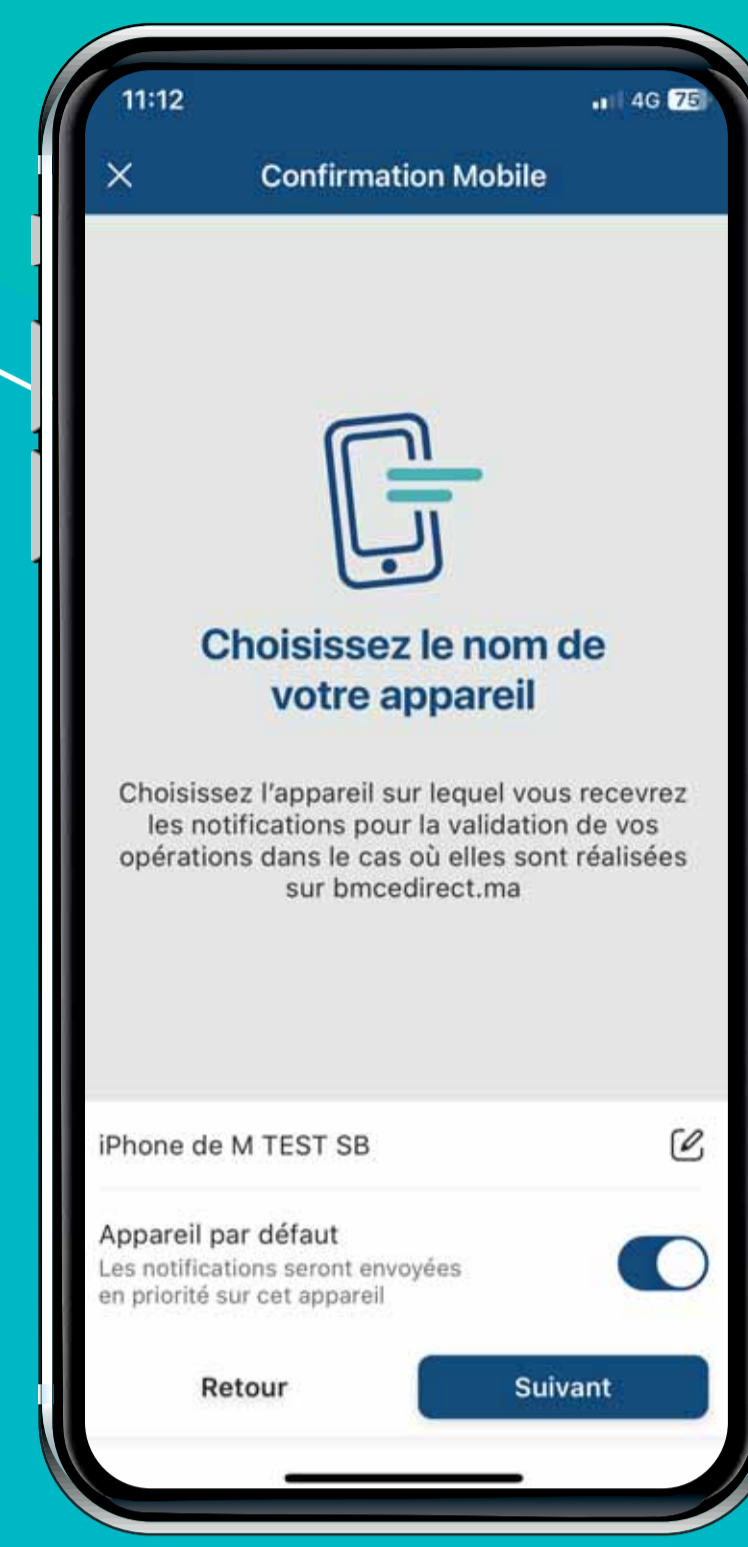 11:12
4G 75
Confirmation Mobile
Choisissez le nom de
votre appareil
Choisissez l'appareil sur lequel vous recevrez
les notifications pour la validation de vos
opérations dans le cas où elles sont réalisées
sur bmcedirect.ma
iPhone de M TEST SB
Appareil par défaut
Les notifications seront envoyées
en priorité sur cet appareil
Retour
Suivant